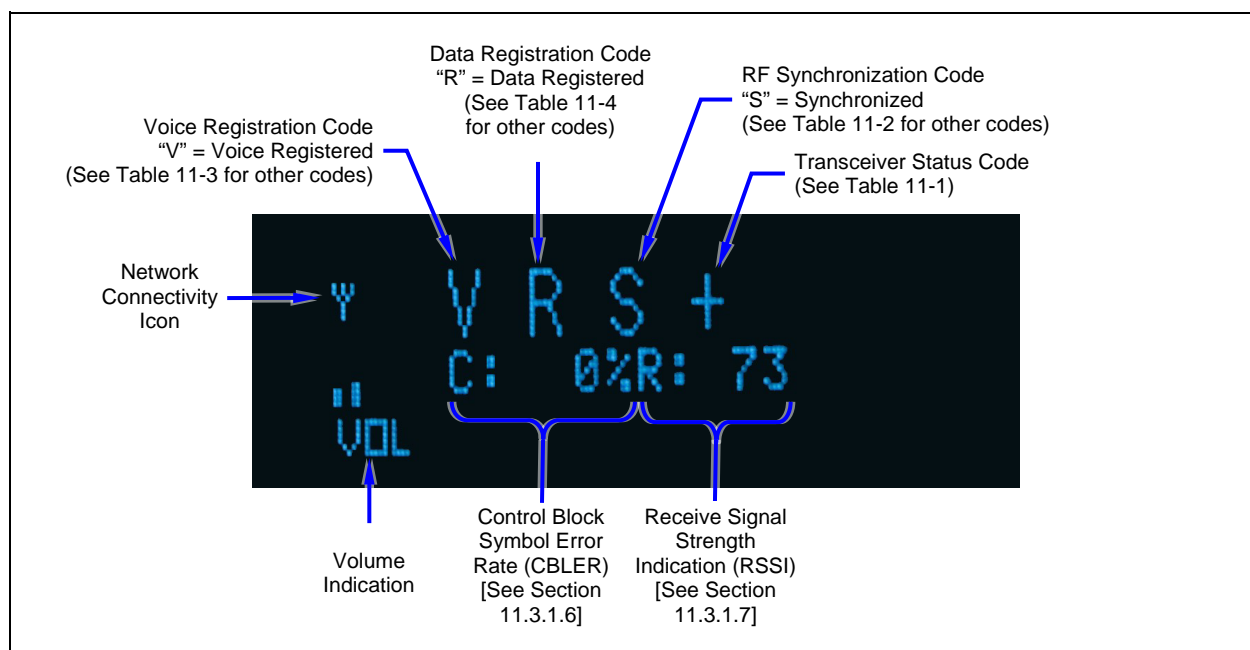 Data Registration Code
“R” = Data Registered
(See Table 11-4
for other codes)
RF Synchronization Code
“S” = Synchronized
(See Table 11-2 for other codes)
Voice Registration Code
“V” = Voice Registered
(See Table 11-3 for other codes)
Transceiver Status Code
(See Table 11-1)
Network
Connectivity
Icon
V R S +
C: 0%R: 73
VOL
Volume
Indication
Control Block
Symbol Error
Rate (CBLER)
[See Section
11.3.1.6]
Receive Signal
Strength
Indication (RSSI)
[See Section
11.3.1.7]